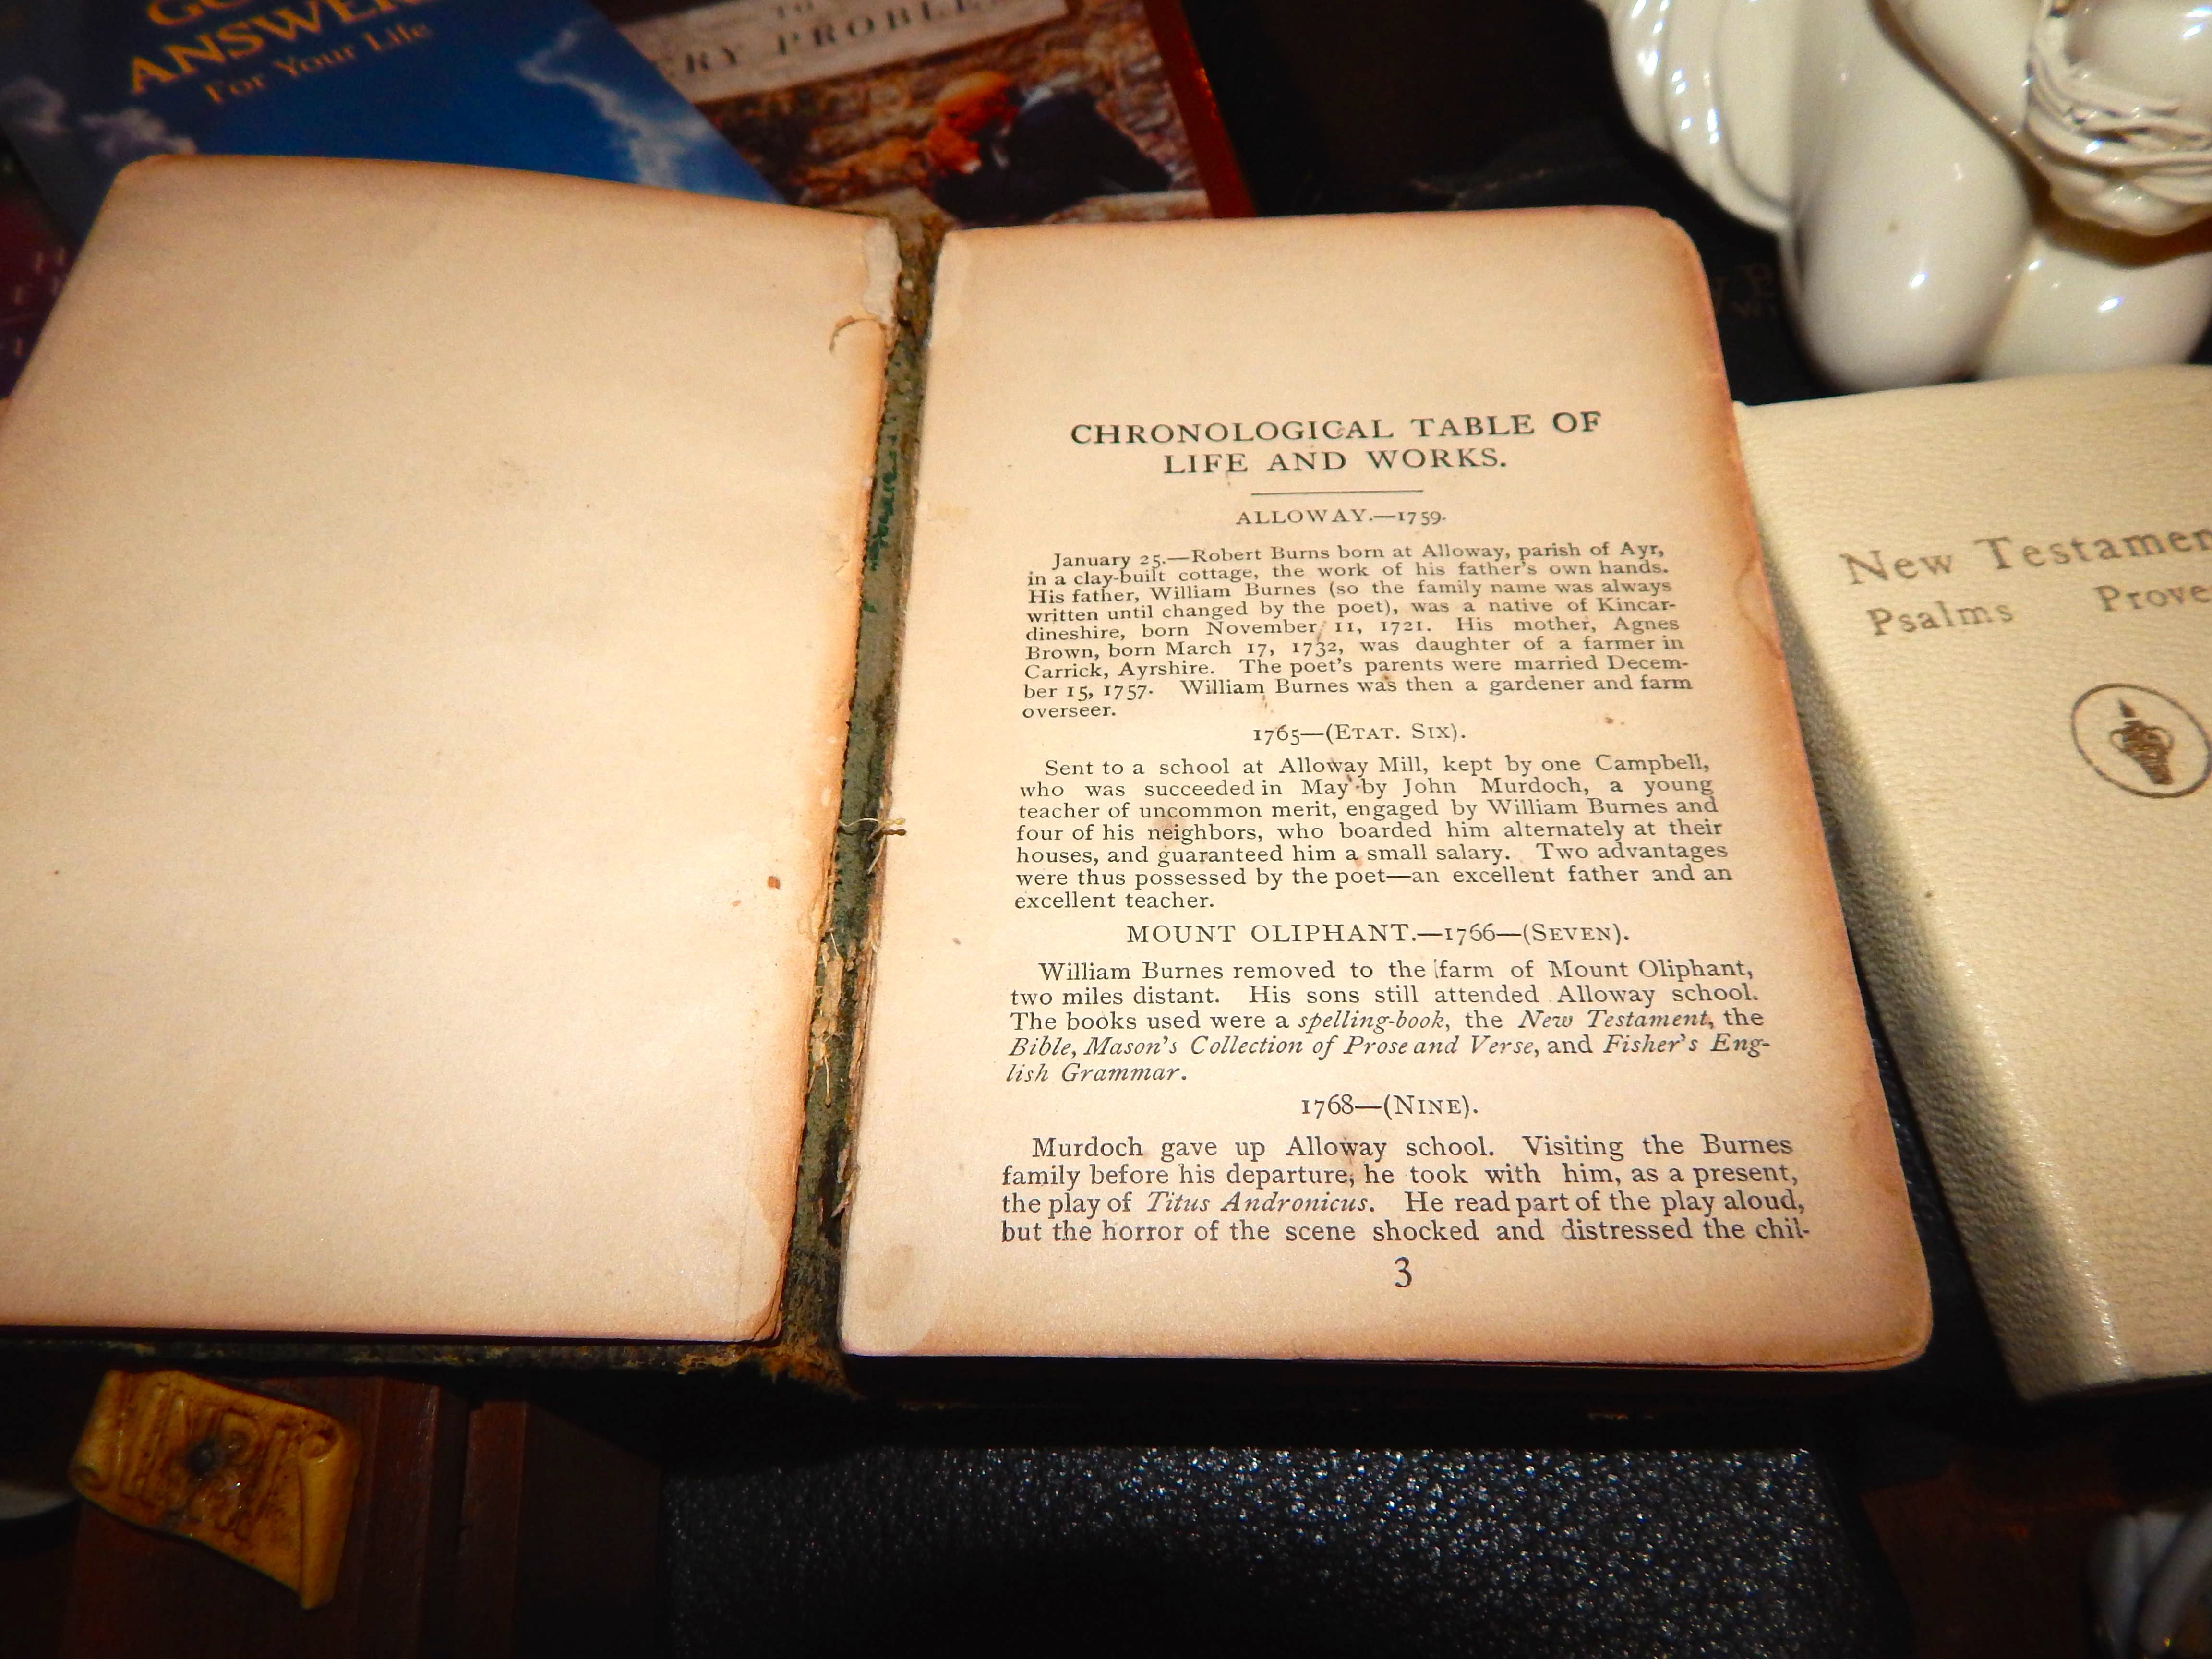 ANSWER
For Your Life
TO
ERY PROBLE
CHRONOLOGICAL TABLE OF
LIFE AND WORKS.
ALLOWAY.—1759.
January 25.—Robert Burns born at Alloway, parish of Ayr,
in a clay-built cottage, the work of his father's own hands.
His father, William Burnes (so the family name was always
written until changed by the poet), was a native of Kincar-
dineshire, born November 11, 1721. His mother, Agnes
Brown, born March 17, 1732, was daughter of a farmer in
Carrick, Ayrshire. The poet's parents were married Decem-
ber 15, 1757. William Burnes was then a gardener and farm
overseer.
1765—(ETAT. SIX).
Sent to a school at Alloway Mill, kept by one Campbell,
who was succeeded in May by John Murdoch, a young
teacher of uncommon merit, engaged by William Burnes and
four of his neighbors, who boarded him alternately at their
houses, and guaranteed him a small salary. Two advantages
were thus possessed by the poet—an excellent father and an
excellent teacher.
MOUNT OLIPHANT.—1766—(SEVEN).
William Burnes removed to the farm of Mount Oliphant,
two miles distant. His sons still attended Alloway school.
The books used were a spelling-book, the New Testament, the
Bible, Mason's Collection of Prose and Verse, and Fisher's Eng-
lish Grammar.
1768—(NINE).
Murdoch gave up Alloway school. Visiting the Burnes
family before his departure, he took with him, as a present,
the play of Titus Andronicus. He read part of the play aloud,
but the horror of the scene shocked and distressed the chil-
3
New Testamen
Psalms Prove